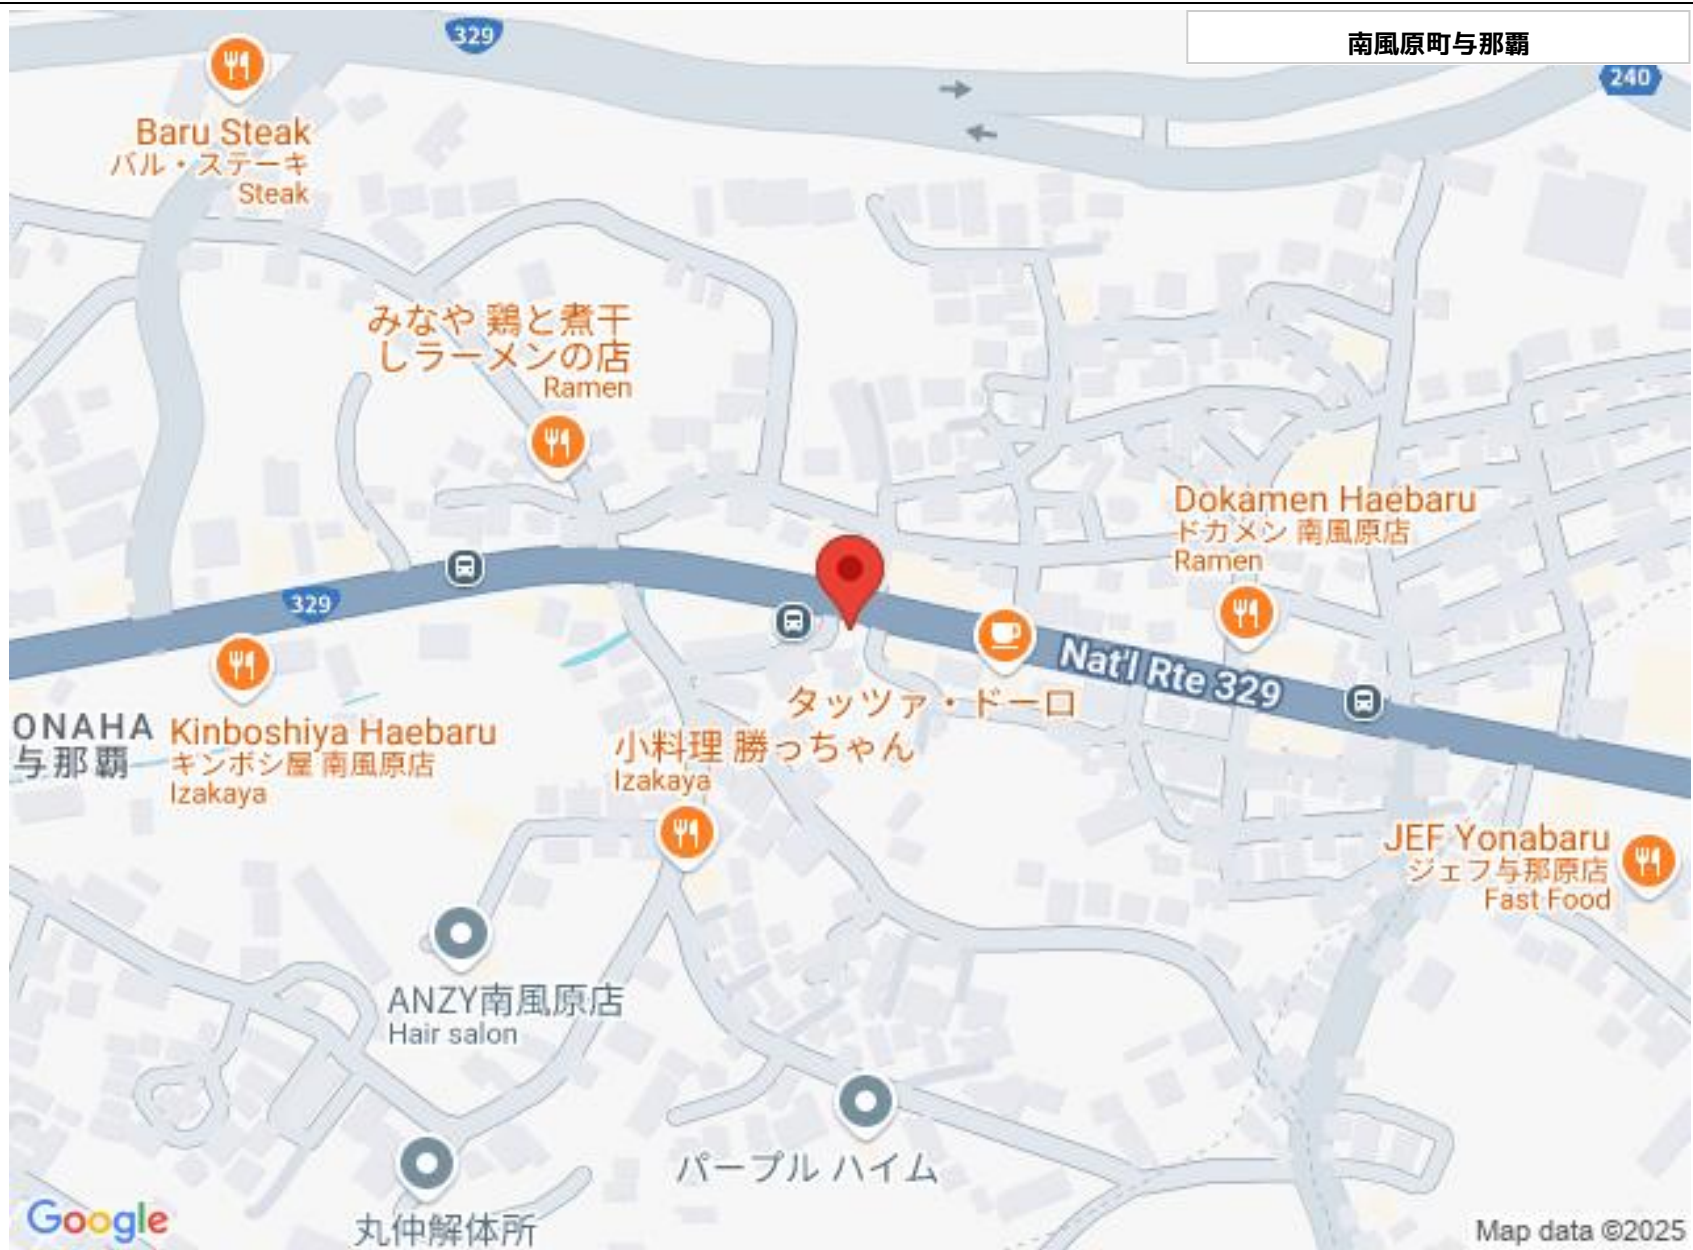 329
南風原町与那覇
240
Baru Steak
バル・ステーキ
Steak
みなや 鶏と煮干
しラーメンの店
Ramen
Dokamen Haebaru
ドカメン 南風原店
Ramen
329
Nat'l Rte 329
タッツァ・ドーロ
ONAHA
与那覇
Kinboshiya Haebaru
キンボシ屋 南風原店
Izakaya
小料理 勝っちゃん
Izakaya
JEF Yonabaru
ジェフ与那原店
Fast Food
ANZY南風原店
Hair salon
パープル ハイム
丸仲解体所
Google
Map data ©2025